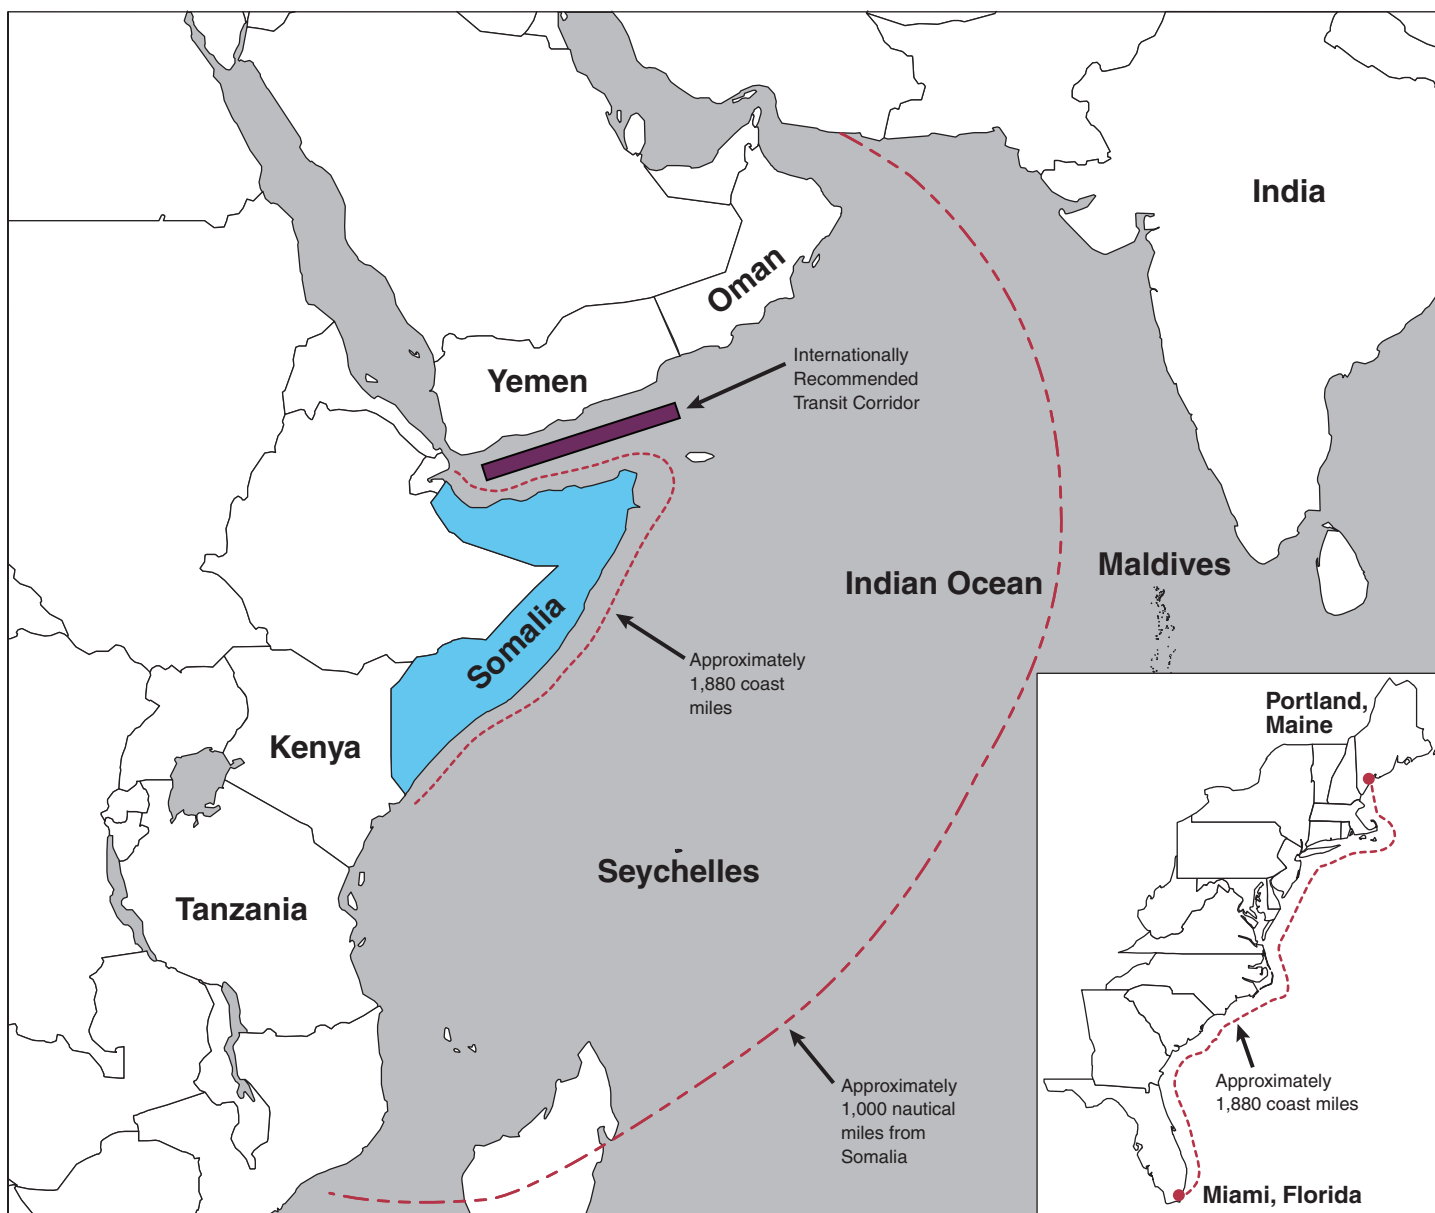 India
Oman
Internationally
Recommended
Transit Corridor
Yemen
Indian Ocean
Maldives
Somalia
Approximately
1,880 coast
miles
Kenya
Seychelles
Tanzania
Approximately
1,000 nautical
miles from
Somalia
Portland,
Maine
Approximately
1,880 coast miles
Miami, Florida